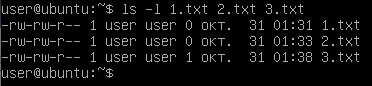 user@ubuntu:~$ ls -l 1.txt 2.txt 3.txt
-rw-rw-r-- 1 user user 0 окт.  31 01:31 1.txt
-rw-rw-r-- 1 user user 0 окт.  31 01:33 2.txt
-rw-rw-r-- 1 user user 1 окт.  31 01:38 3.txt
user@ubuntu:~$